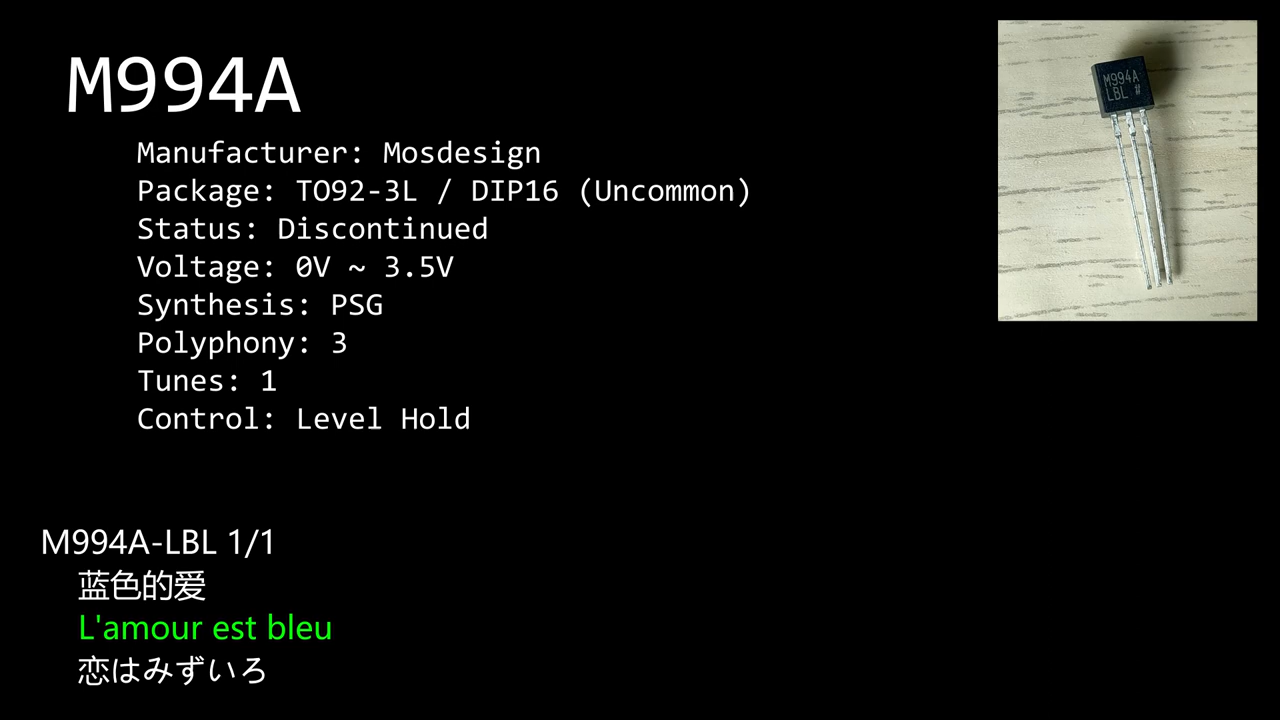 M994A
Manufacturer: Mosdesign
Package: TO92-3L / DIP16 (Uncommon)
Status: Discontinued
Voltage: 0V ~ 3.5V
Synthesis: PSG
Polyphony: 3
Tunes: 1
Control: Level Hold
M994A
LBL #
M994A-LBL 1/1
蓝色的爱
L'amour est bleu
恋はみずいろ